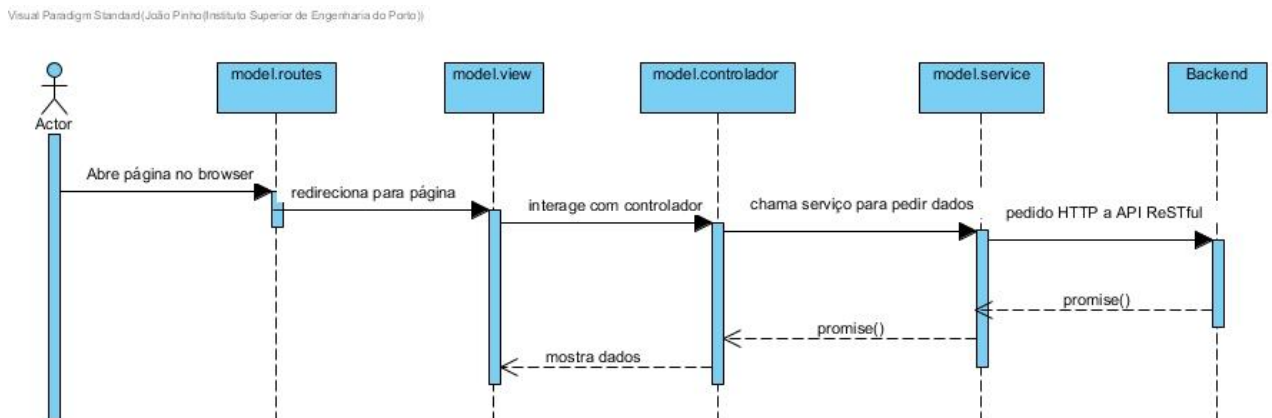 Visual Paradigm Standard(João Pinho(Instituto Superior de Engenharia do Porto))
Actor
model.routes
model.view
model.controlador
model.service
Backend
Abre página no browser
redireciona para página
interage com controlador
chama serviço para pedir dados
pedido HTTP a API ReSTful
promise()
promise()
mostra dados